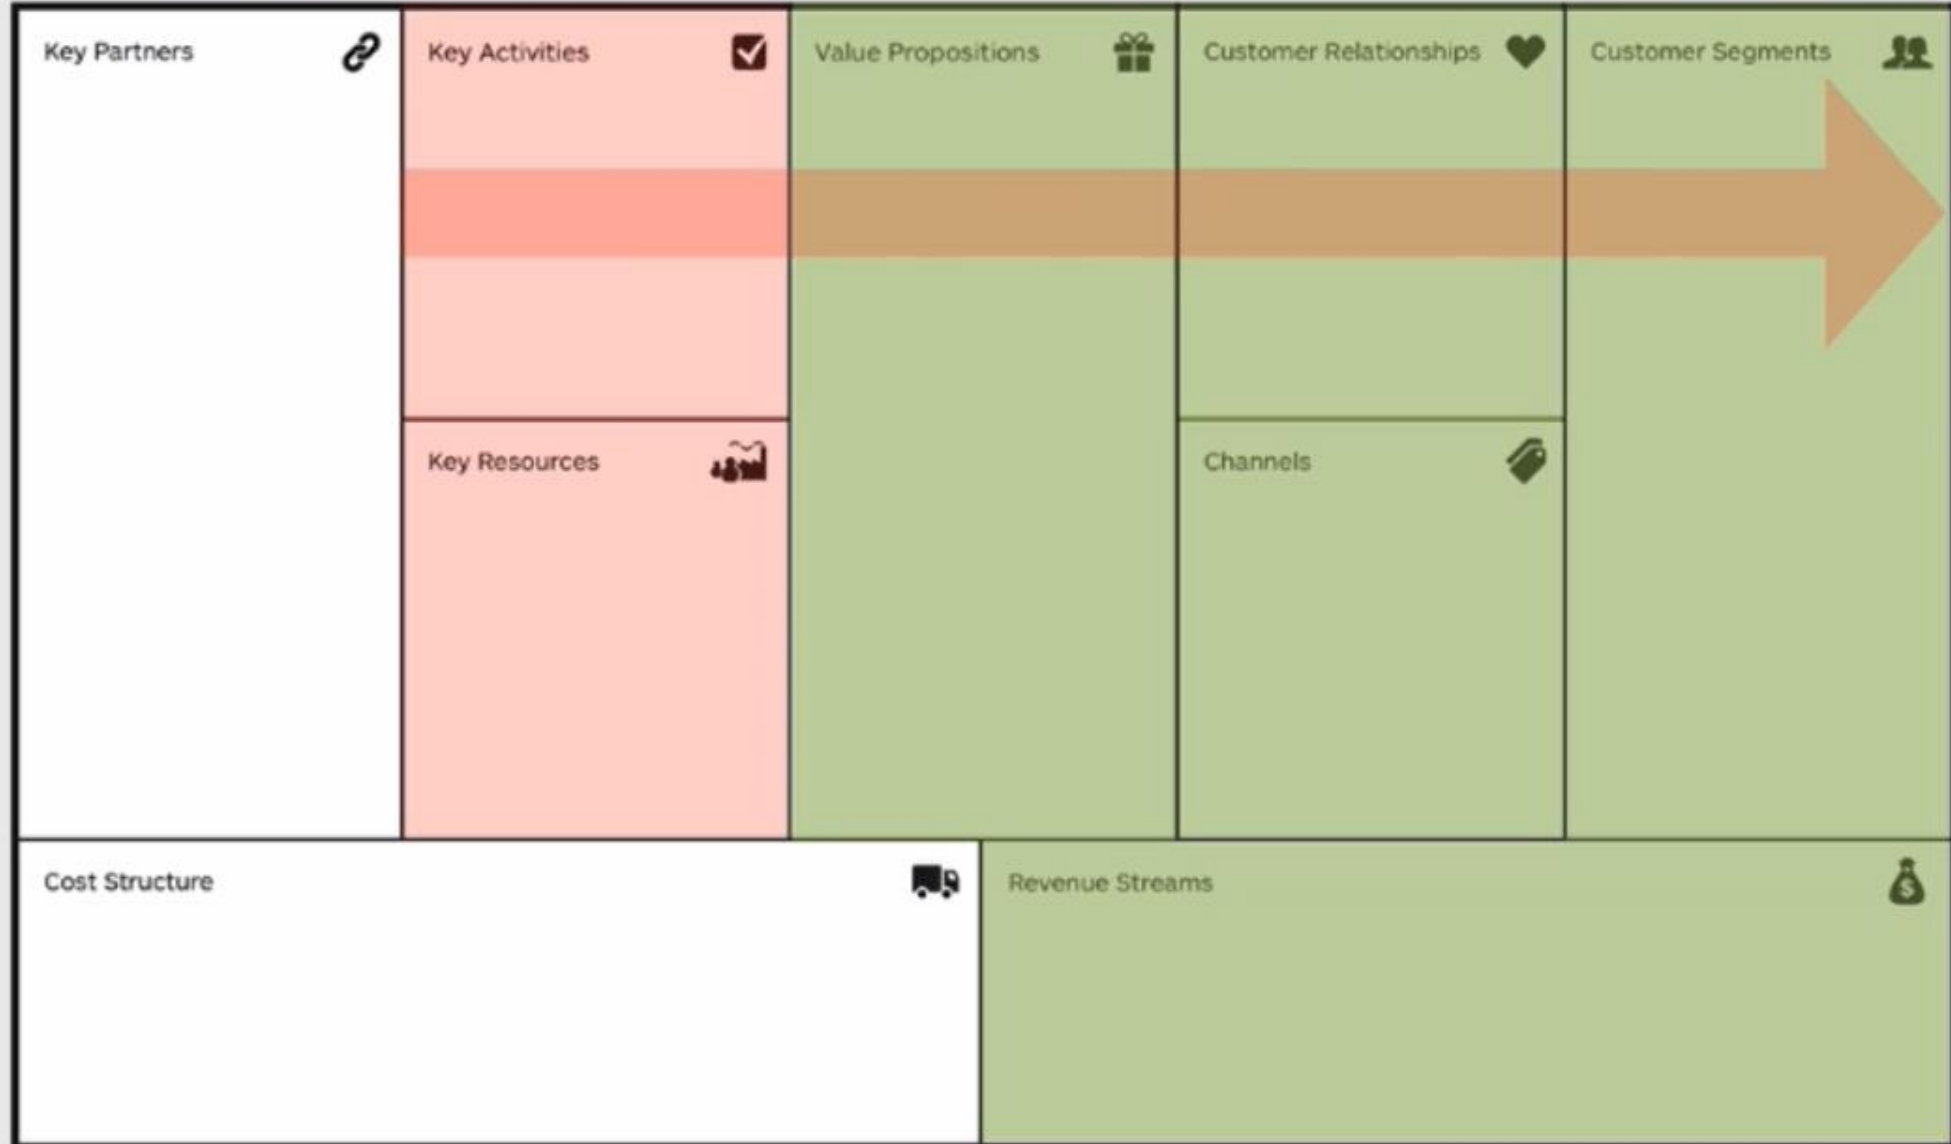 Key Partners
Key Activities
Value Propositions
Customer Relationships
Customer Segments
Key Resources
Channels
Cost Structure
Revenue Streams
$